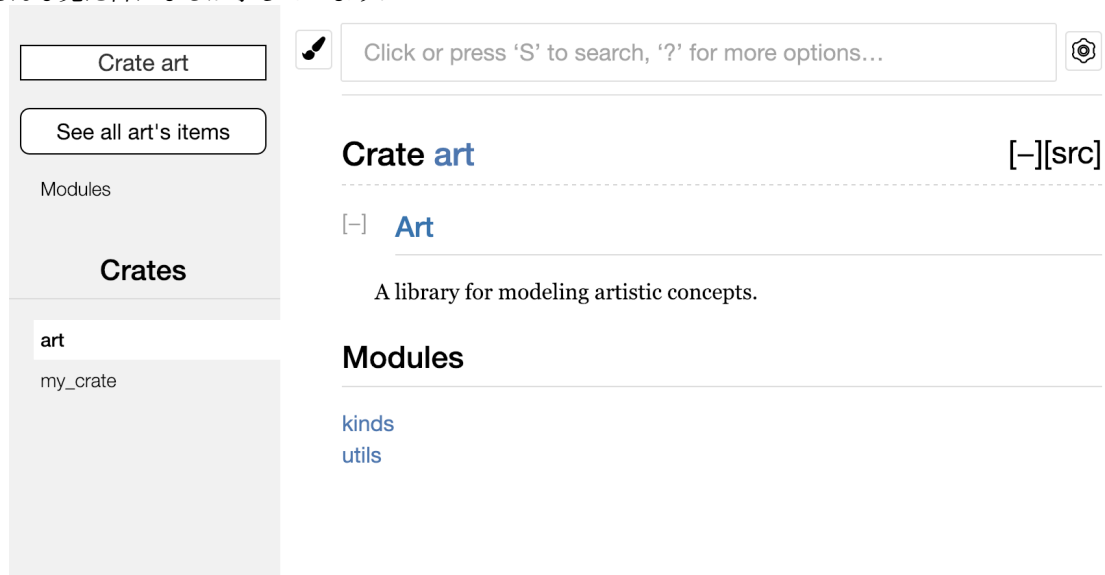 Crate art
See all art's items
Modules
Crates
art
my_crate
Click or press ‘S’ to search, ‘?’ for more options…
Crate art
[−][src]
[−] Art
A library for modeling artistic concepts.
Modules
kinds
utils